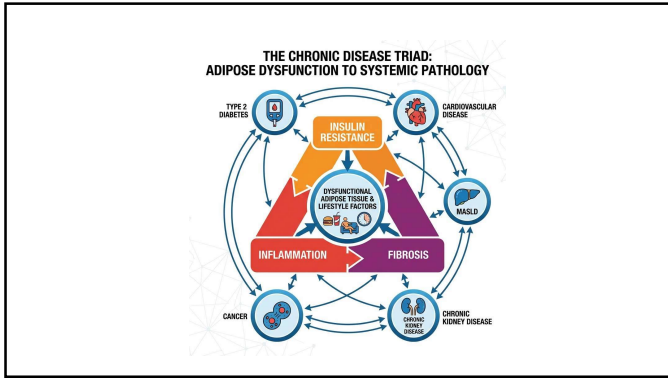 THE CHRONIC DISEASE TRIAD:
ADIPOSE DYSFUNCTION TO SYSTEMIC PATHOLOGY
TYPE 2
DIABETES
CARDIOVASCULAR
DISEASE
INSULIN
RESISTANCE
DYSFUNCTIONAL
ADIPOSE TISSUE &
LIFESTYLE FACTORS
MASLD
INFLAMMATION
FIBROSIS
CANCER
CHRONIC
KIDNEY
DISEASE
CHRONIC
KIDNEY DISEASE